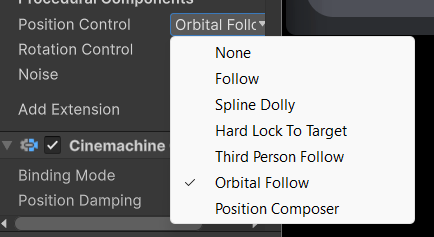 Procedural Components
Position Control
Orbital Follc
Rotation Control
Noise
Add Extension
Cinemachine
Binding Mode
Position Damping
None
Follow
Spline Dolly
Hard Lock To Target
Third Person Follow
Orbital Follow
Position Composer